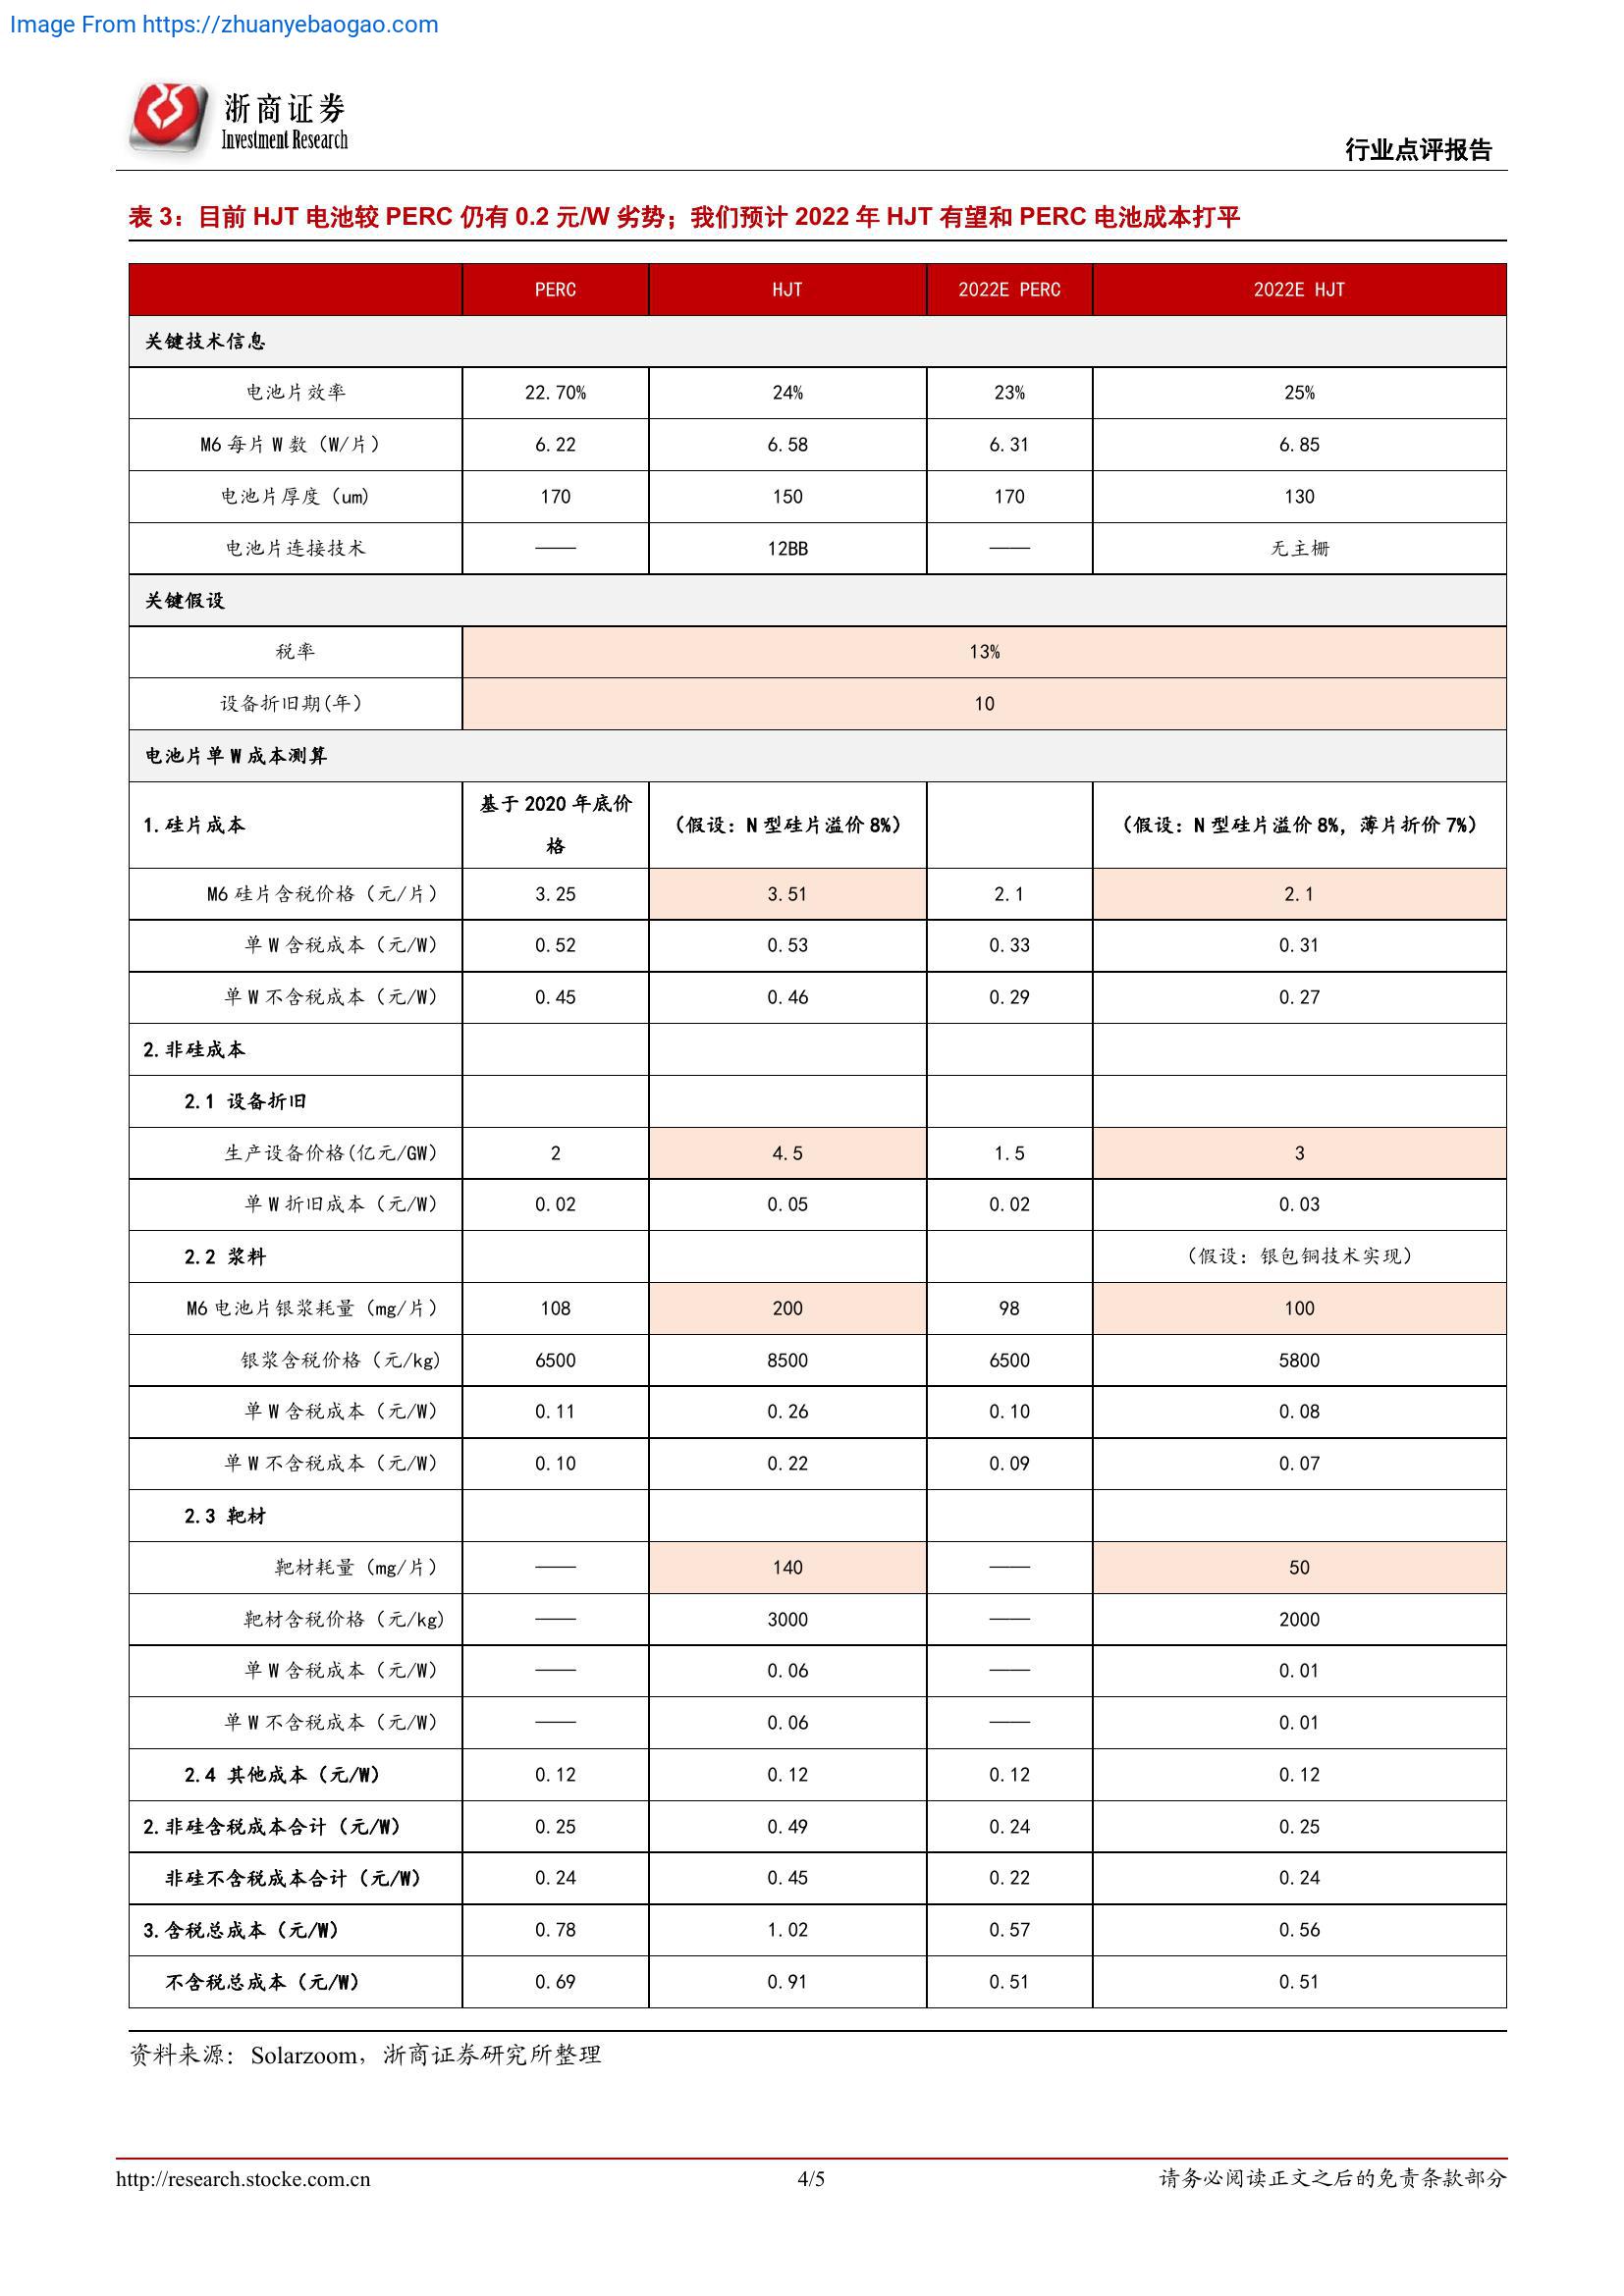 Image From https://zhuanyebaogao.com
浙商证券
Investment Research
行业点评报告
表 3：目前 HJT 电池较 PERC 仍有 0.2 元/W 劣势；我们预计 2022 年 HJT 有望和 PERC 电池成本打平
PERC HJT 2022E PERC 2022E HJT
关键技术信息
电池片效率 22.70% 24% 23% 25%
M6 每片 W 数（W/片） 6.22 6.58 6.31 6.85
电池片厚度（um） 170 150 170 130
电池片连接技术 —— 12BB —— 无主栅
关键假设
税率 13%
设备折旧期(年） 10
电池片单 W 成本测算
1.硅片成本 基于 2020 年底价格 （假设：N 型硅片溢价 8%） （假设：N 型硅片溢价 8%，薄片折价 7%）
M6 硅片含税价格（元/片） 3.25 3.51 2.1 2.1
单 W 含税成本（元/W） 0.52 0.53 0.33 0.31
单 W 不含税成本（元/W） 0.45 0.46 0.29 0.27
2.非硅成本
2.1 设备折旧
生产设备价格(亿元/GW） 2 4.5 1.5 3
单 W 折旧成本（元/W） 0.02 0.05 0.02 0.03
2.2 浆料 （假设：银包铜技术实现）
M6 电池片银浆耗量（mg/片） 108 200 98 100
银浆含税价格（元/kg) 6500 8500 6500 5800
单 W 含税成本（元/W） 0.11 0.26 0.10 0.08
单 W 不含税成本（元/W） 0.10 0.22 0.09 0.07
2.3 靶材
靶材耗量（mg/片） —— 140 —— 50
靶材含税价格（元/kg) —— 3000 —— 2000
单 W 含税成本（元/W） —— 0.06 —— 0.01
单 W 不含税成本（元/W） —— 0.06 —— 0.01
2.4 其他成本（元/W） 0.12 0.12 0.12 0.12
2.非硅含税成本合计（元/W） 0.25 0.49 0.24 0.25
非硅不含税成本合计（元/W） 0.24 0.45 0.22 0.24
3.含税总成本（元/W） 0.78 1.02 0.57 0.56
不含税总成本（元/W） 0.69 0.91 0.51 0.51
资料来源：Solarzoom，浙商证券研究所整理
http://research.stocke.com.cn 4/5 请务必阅读正文之后的免责条款部分